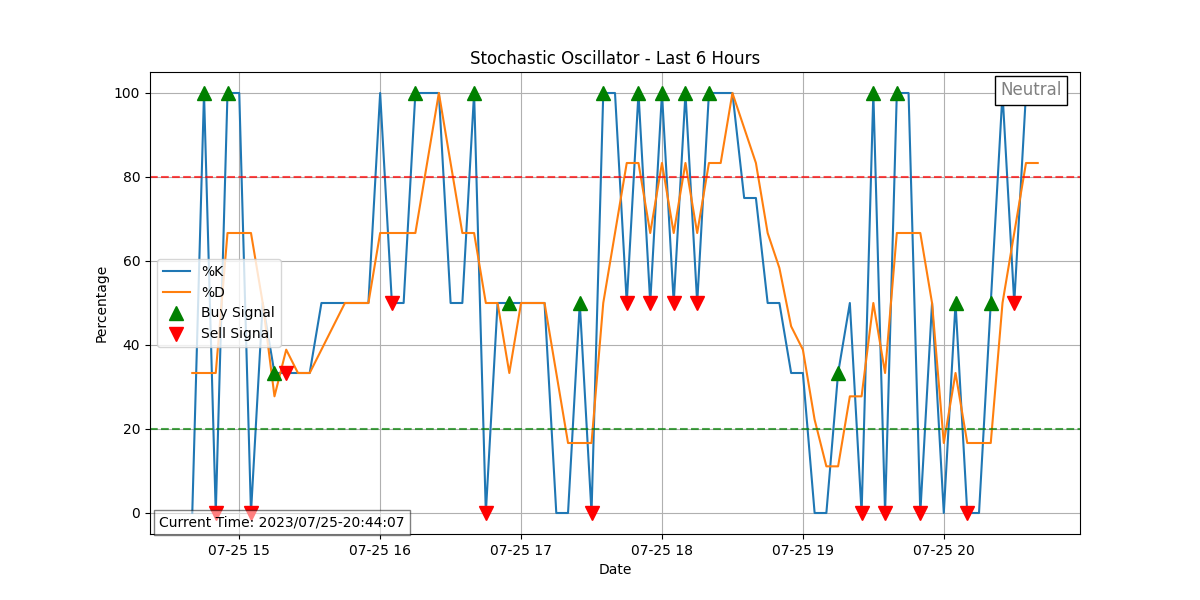 Stochastic Oscillator - Last 6 Hours
Neutral
100
80
60
40
20
0
Percentage
%K
%D
Buy Signal
Sell Signal
Current Time: 2023/07/25-20:44:07
07-25 15
07-25 16
07-25 17
07-25 18
07-25 19
07-25 20
Date